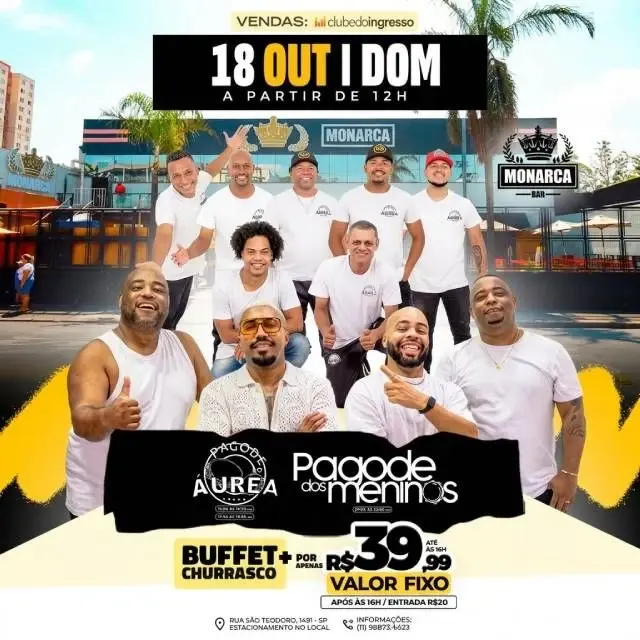 VENDAS: clubedoingresso
18 OUT | DOM
A PARTIR DE 12H
MONARCA
MONARCA
BAR
ÁUREA
PAGODE
ÁUREA
Pagode
dos meninos
BUFFET+
CHURRASCO
POR
APENAS
R$39,99
ATÉ
ÀS 16H
VALOR FIXO
APÓS ÀS 16H / ENTRADA R$20
RUA SÃO TEODORO, 1491 - SP
ESTACIONAMENTO NO LOCAL
INFORMAÇÕES:
(11) 98873-4623